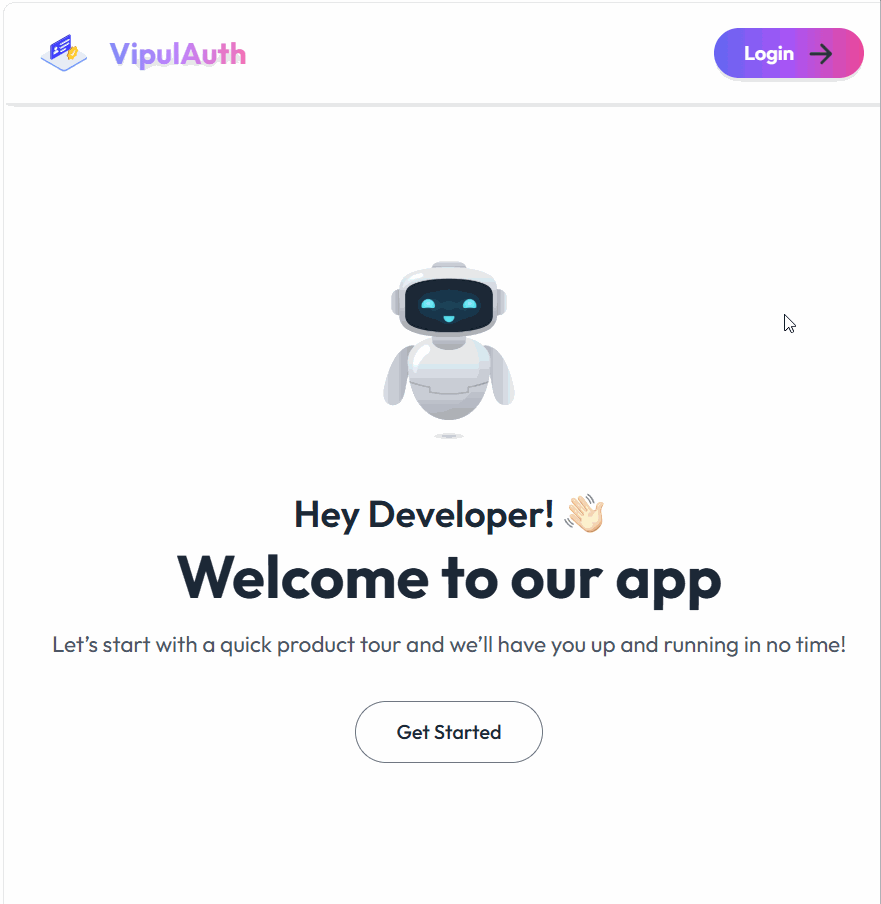 VipulAuth
Login
Hey Developer! 👋🏻
Welcome to our app
Let’s start with a quick product tour and we’ll have you up and running in no time!
Get Started